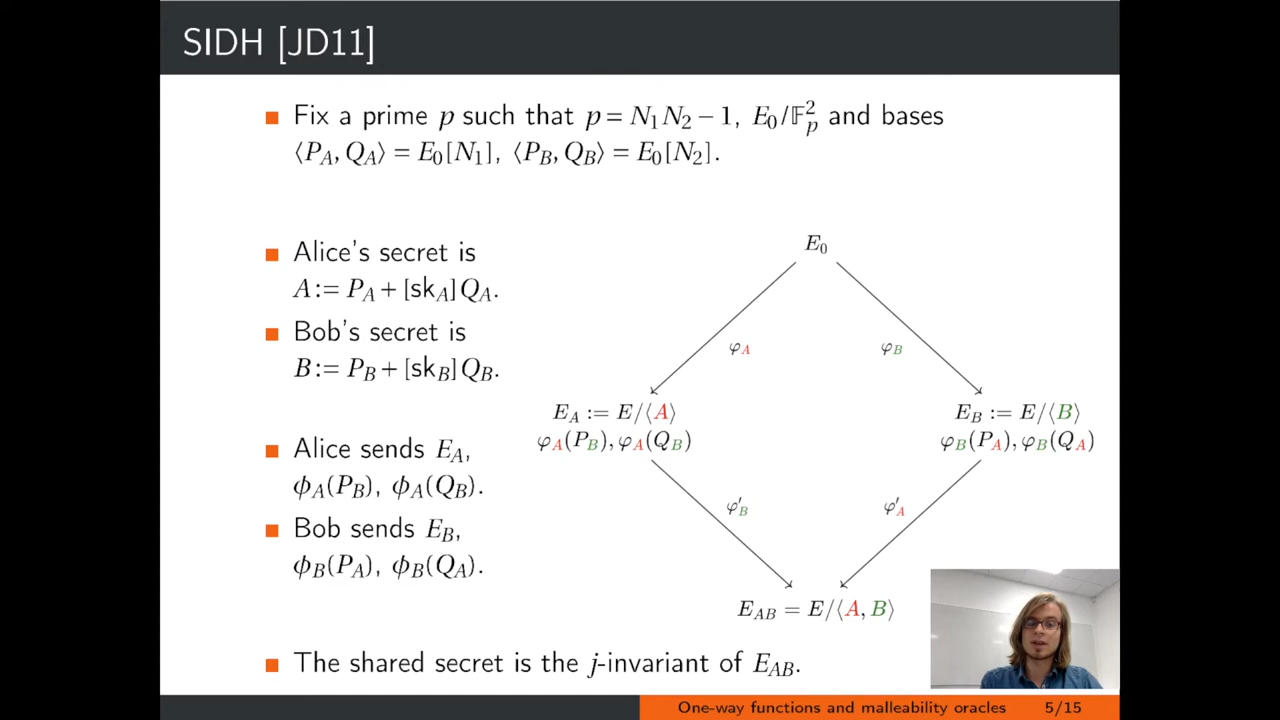 SIDH [JD11]
Fix a prime p such that p = N₁N₂ − 1, E₀/𝔽ₚ² and bases
⟨P_A, Q_A⟩ = E₀[N₁], ⟨P_B, Q_B⟩ = E₀[N₂].
Alice's secret is
A := P_A + [sk_A]Q_A.
Bob's secret is
B := P_B + [sk_B]Q_B.
Alice sends E_A,
ϕ_A(P_B), ϕ_A(Q_B).
Bob sends E_B,
ϕ_B(P_A), ϕ_B(Q_A).
E₀
φ_A
φ_B
E_A := E/⟨A⟩
φ_A(P_B), φ_A(Q_B)
E_B := E/⟨B⟩
φ_B(P_A), φ_B(Q_A)
φ′_B
φ′_A
E_AB = E/⟨A, B⟩
The shared secret is the j-invariant of E_AB.
One-way functions and malleability oracles 5/15